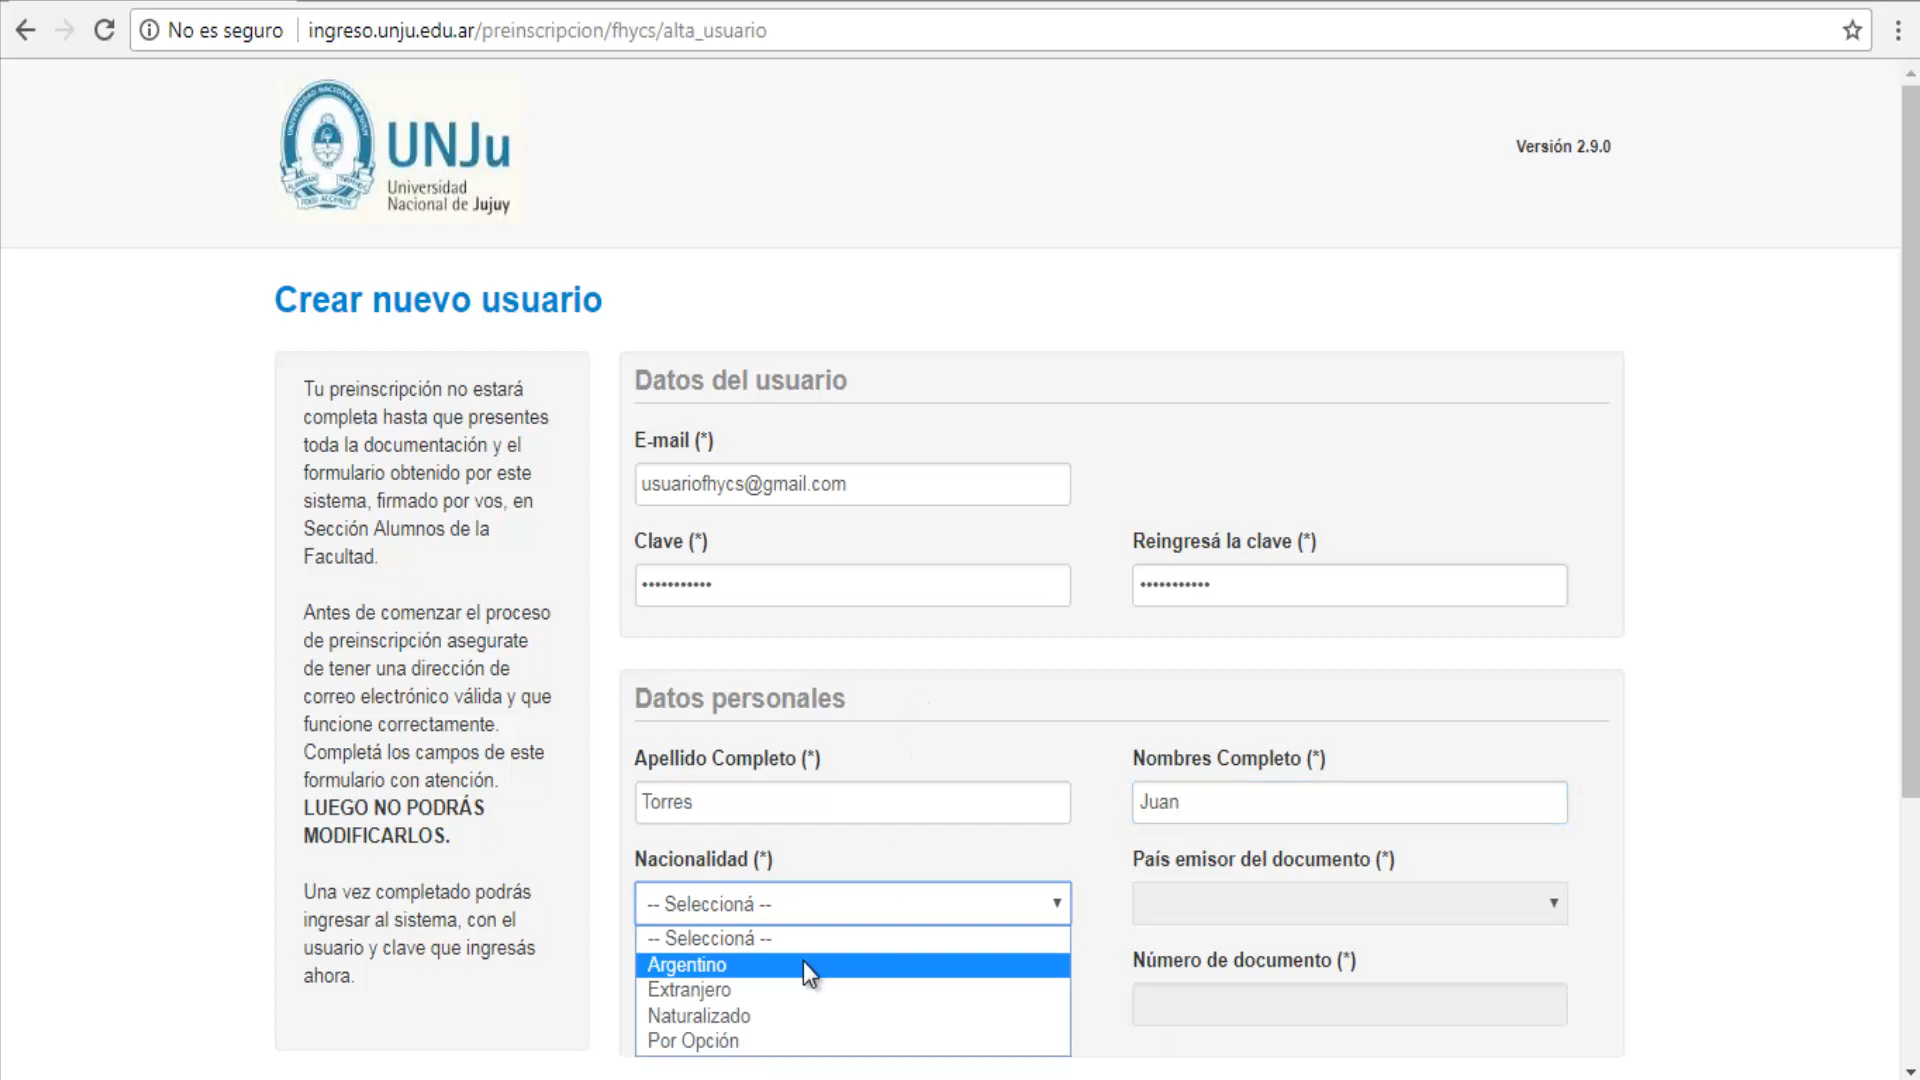 No es seguro
ingreso.unju.edu.ar/preinscripcion/fhycs/alta_usuario
UNJu
Universidad
Nacional de Jujuy
Versión 2.9.0
Crear nuevo usuario
Tu preinscripción no estará
completa hasta que presentes
toda la documentación y el
formulario obtenido por este
sistema, firmado por vos, en
Sección Alumnos de la
Facultad.
Antes de comenzar el proceso
de preinscripción asegurate
de tener una dirección de
correo electrónico válida y que
funcione correctamente.
Completá los campos de este
formulario con atención.
LUEGO NO PODRÁS
MODIFICARLOS.
Una vez completado podrás
ingresar al sistema, con el
usuario y clave que ingresás
ahora.
Datos del usuario
E-mail (*)
usuariofhycs@gmail.com
Clave (*)
Reingresá la clave (*)
•••••••••••
•••••••••••
Datos personales
Apellido Completo (*)
Nombres Completo (*)
Torres
Juan
Nacionalidad (*)
País emisor del documento (*)
-- Seleccioná --
-- Seleccioná --
Argentino
Extranjero
Naturalizado
Por Opción
Número de documento (*)